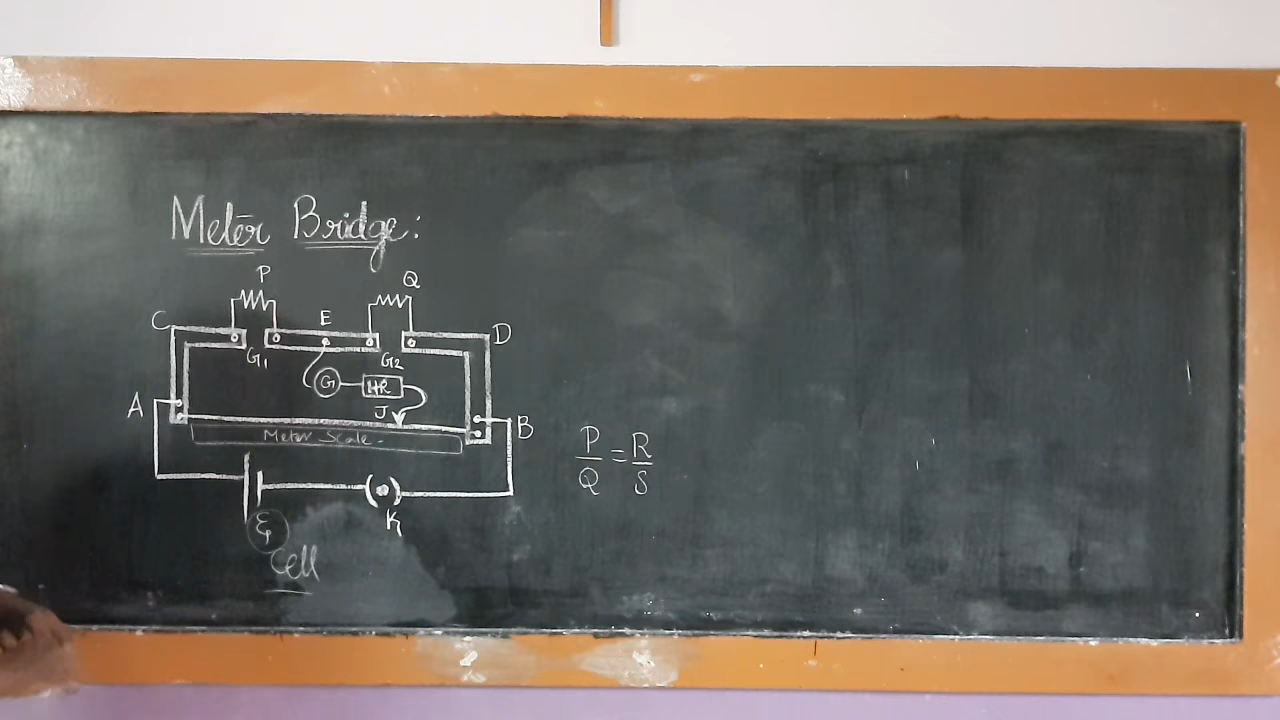 Meter Bridge:
P Q
C E D
G1 G2
G HR
J
A B
Meter Scale
P/Q = R/S
ξ K
Cell